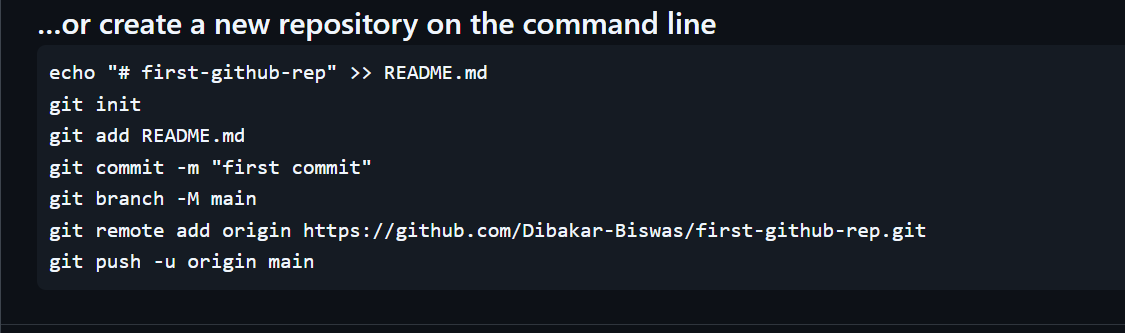 ...or create a new repository on the command line
echo "# first-github-rep" >> README.md
git init
git add README.md
git commit -m "first commit"
git branch -M main
git remote add origin https://github.com/Dibakar-Biswas/first-github-rep.git
git push -u origin main